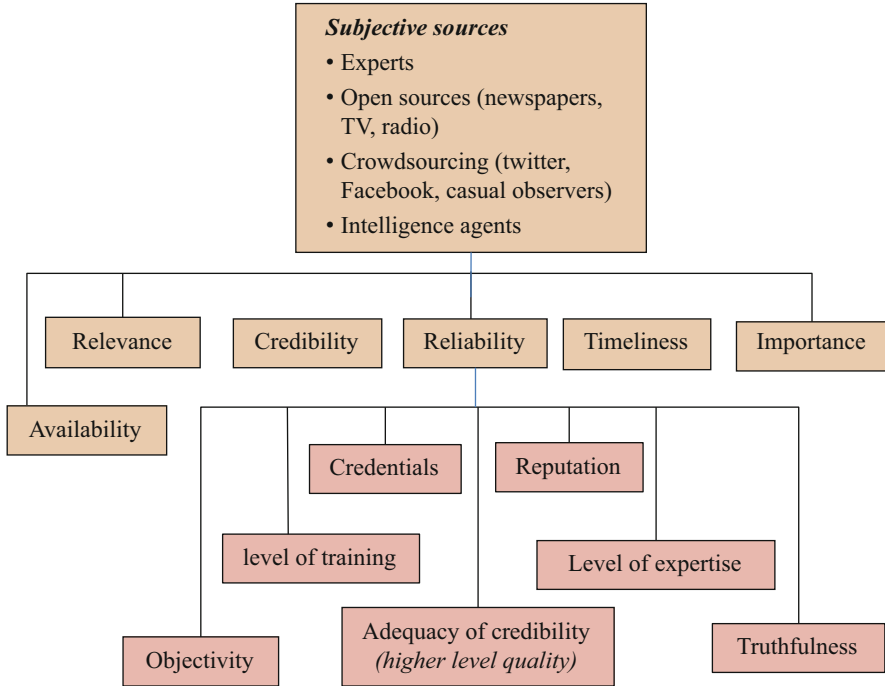 Subjective sources
• Experts
• Open sources (newspapers,
TV, radio)
• Crowdsourcing (twitter,
Facebook, casual observers)
• Intelligence agents
Relevance
Credibility
Reliability
Timeliness
Importance
Availability
Credentials
Reputation
level of training
Level of expertise
Objectivity
Adequacy of credibility
(higher level quality)
Truthfulness